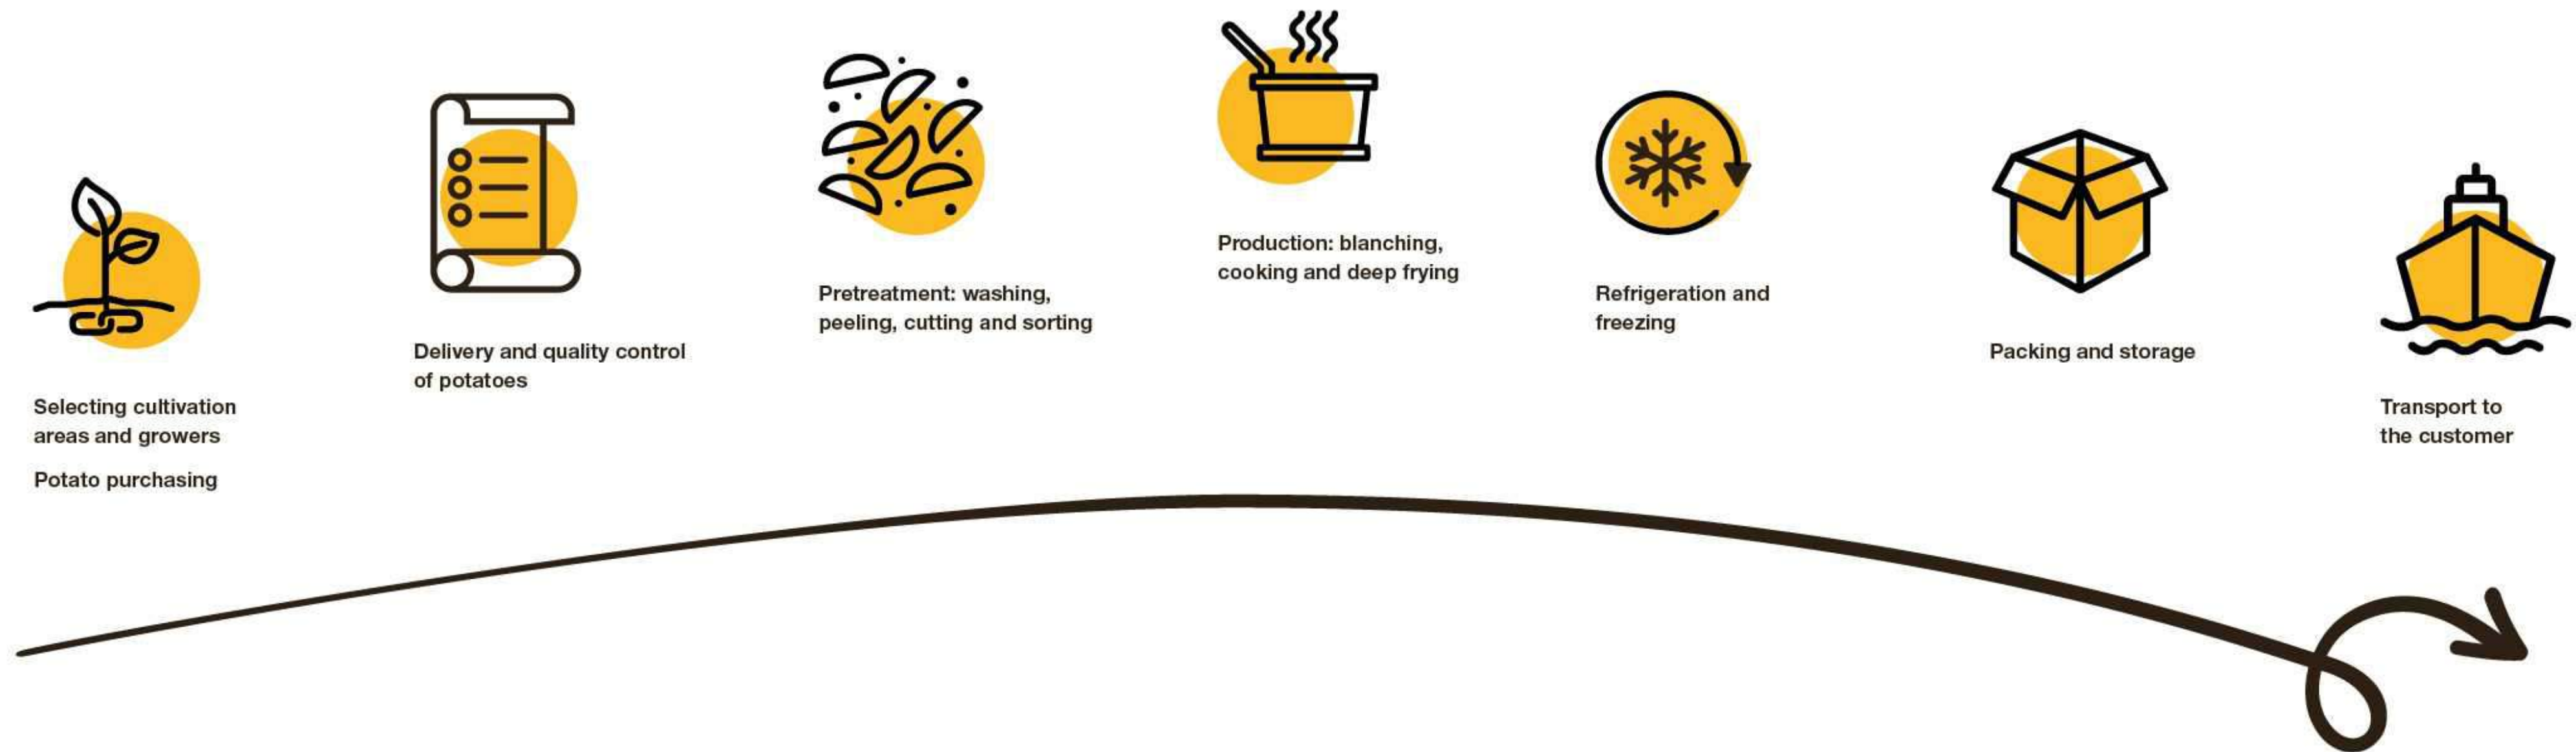 Selecting cultivation
areas and growers
Potato purchasing
Delivery and quality control
of potatoes
Pretreatment: washing,
peeling, cutting and sorting
Production: blanching,
cooking and deep frying
Refrigeration and
freezing
Packing and storage
Transport to
the customer